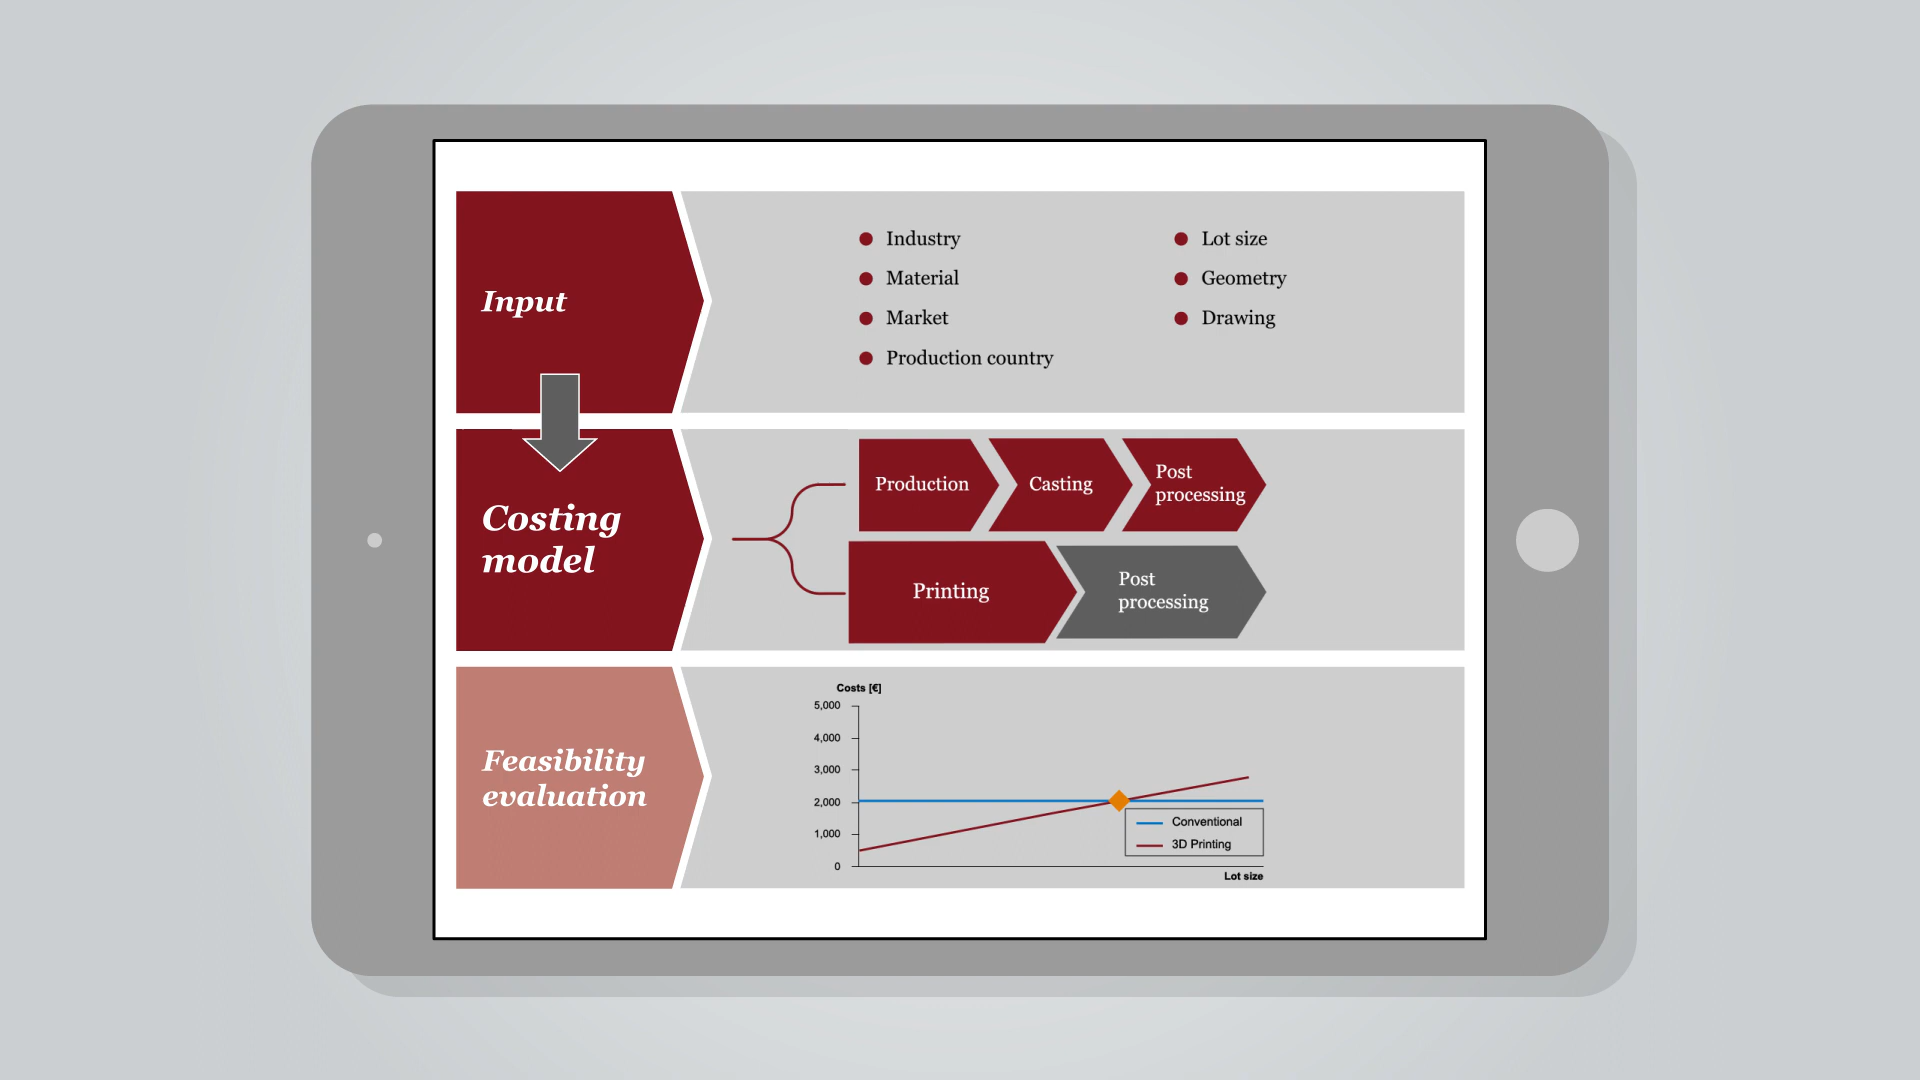 Input
Industry
Material
Market
Production country
Lot size
Geometry
Drawing
Costing
model
Production
Casting
Post
processing
Printing
Post
processing
Feasibility
evaluation
Costs [€]
5,000
4,000
3,000
2,000
1,000
0
Conventional
3D Printing
Lot size